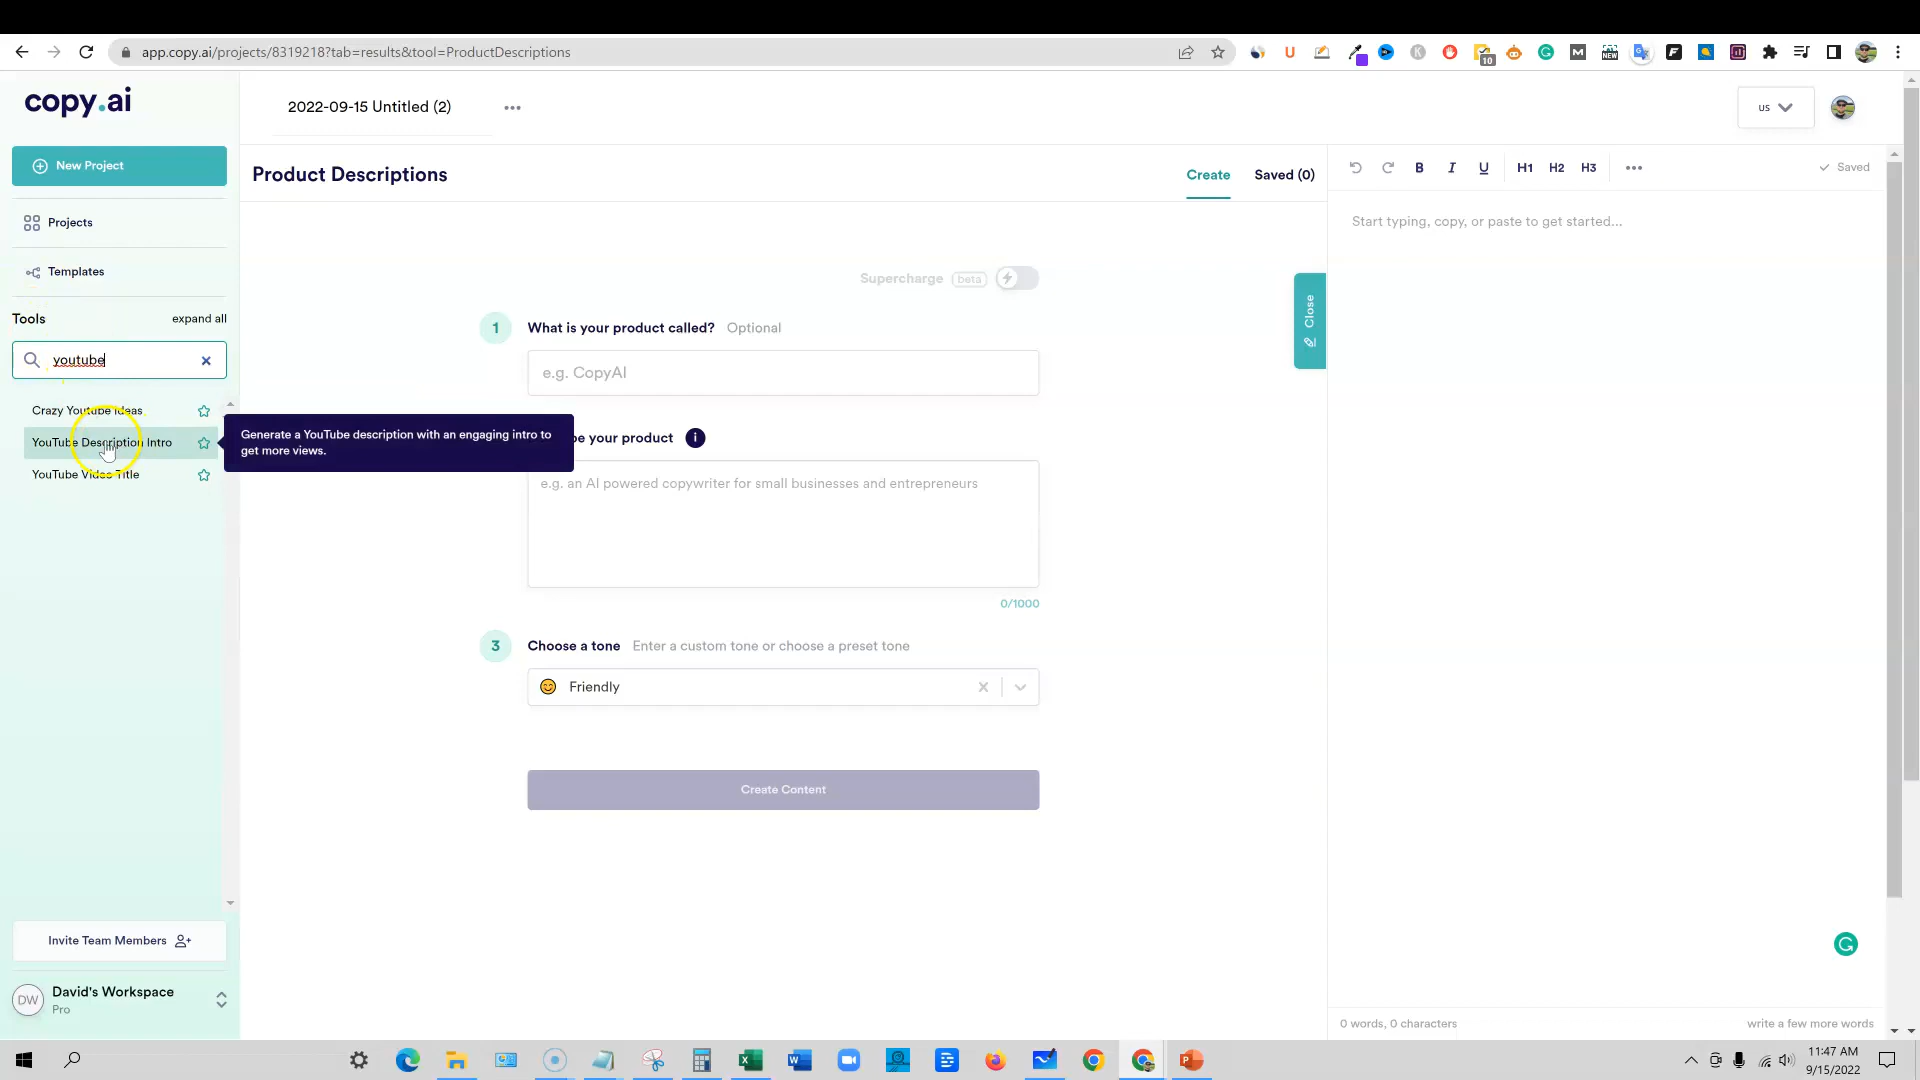 app.copy.ai/projects/8319218?tab=results&tool=ProductDescriptions
10
NEW
copy.ai
2022-09-15 Untitled (2)
US
New Project
Product Descriptions
Create
Saved (0)
B
I
U
H1
H2
H3
Saved
Projects
Start typing, copy, or paste to get started...
Templates
Supercharge
beta
Tools
expand all
1
What is your product called?
Optional
Close
youtube
e.g. CopyAI
Crazy Youtube Ideas
YouTube Description Intro
Generate a YouTube description with an engaging intro to
get more views.
be your product
i
YouTube Video Title
e.g. an AI powered copywriter for small businesses and entrepreneurs
0/1000
3
Choose a tone
Enter a custom tone or choose a preset tone
Friendly
Create Content
Invite Team Members
DW
David's Workspace
Pro
0 words, 0 characters
write a few more words
11:47 AM
9/15/2022